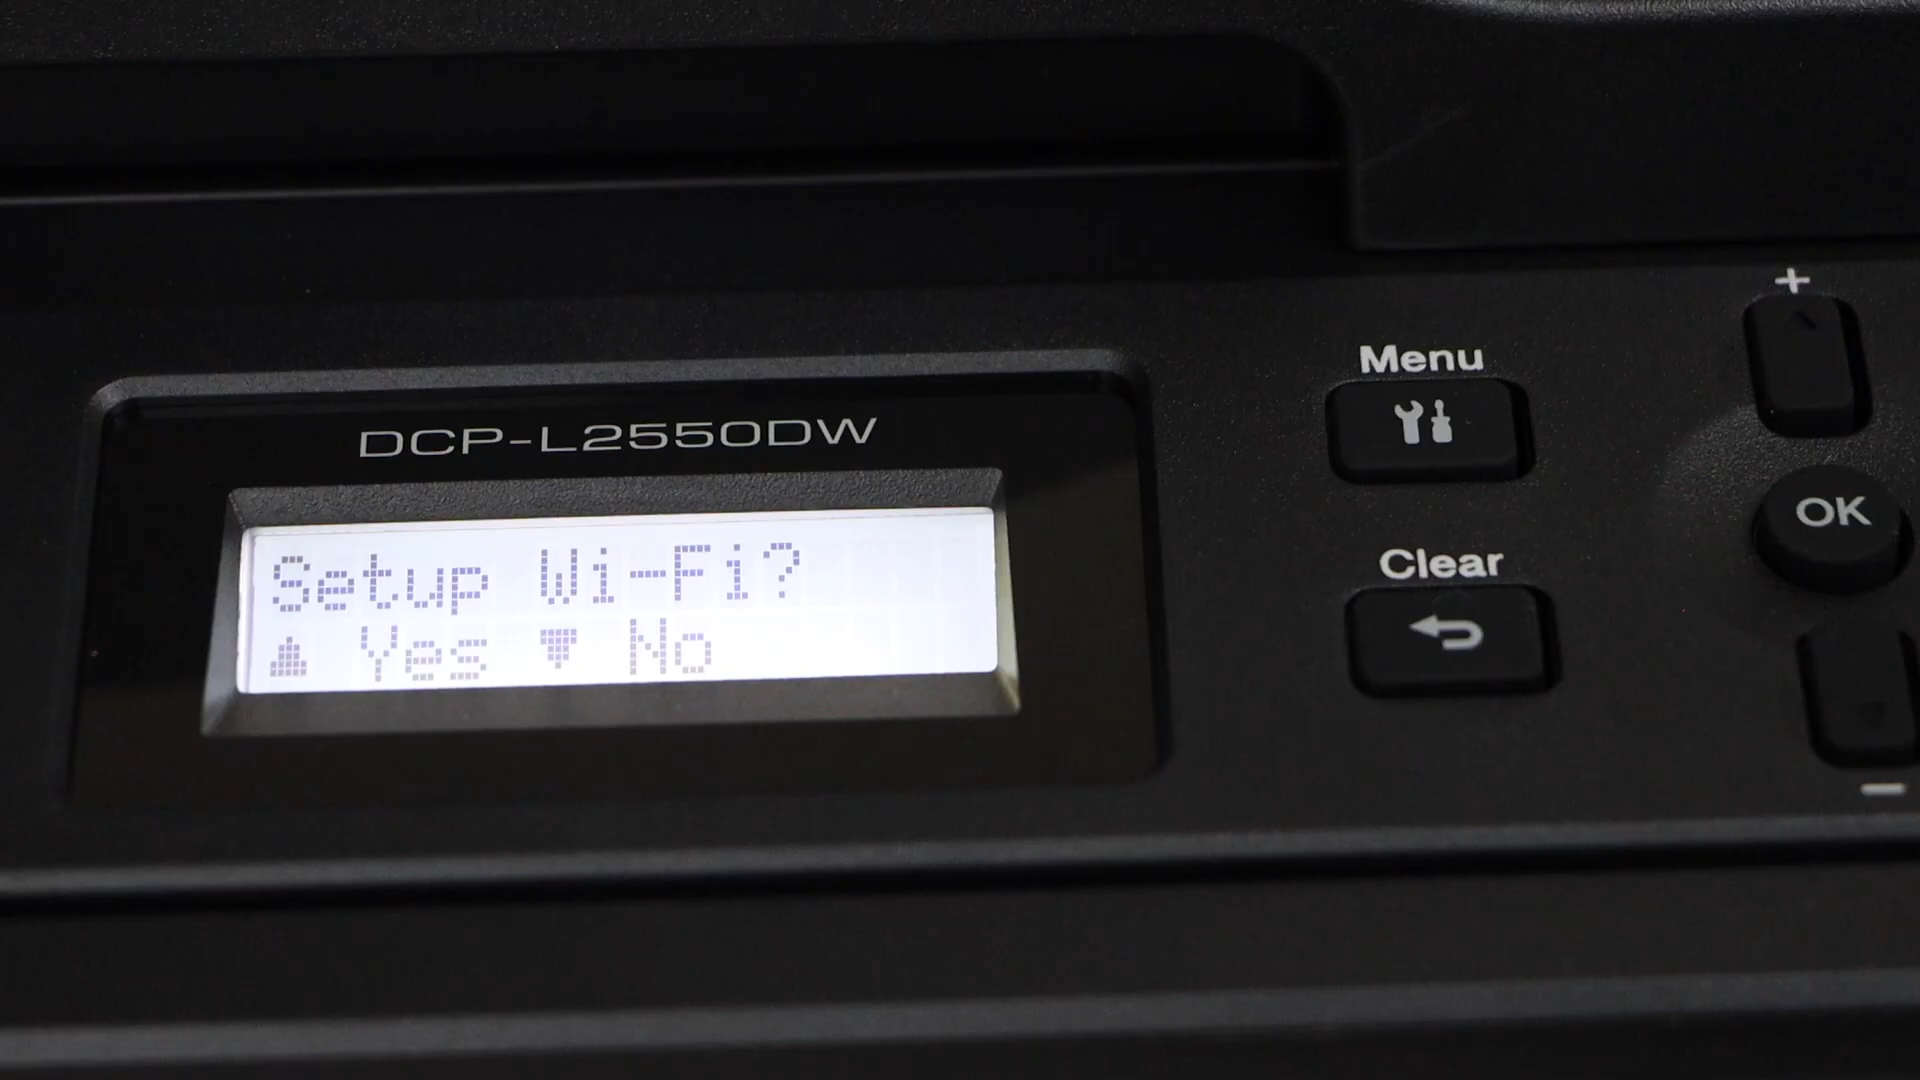 DCP-L2550DW
Setup Wi-Fi?
▲ Yes ▼ No
Menu
Clear
+
OK
−